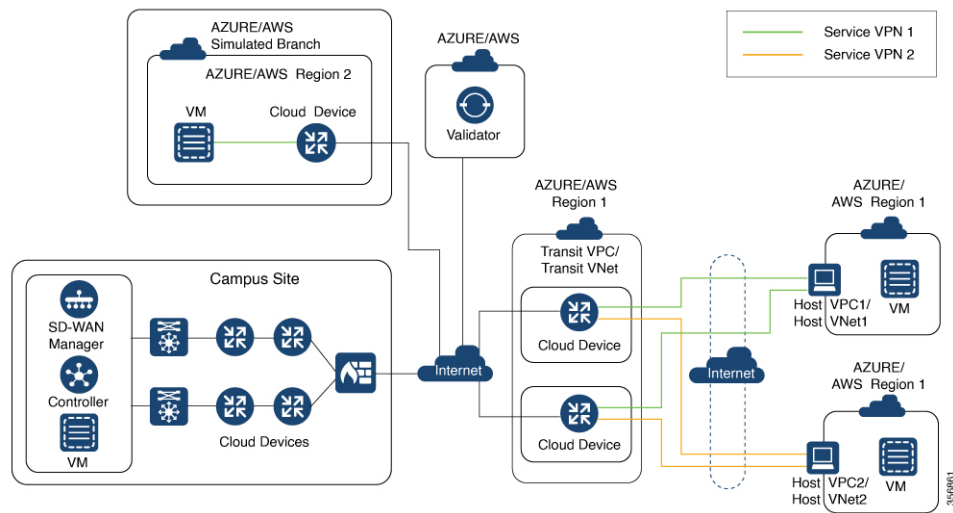 AZURE/AWS
Simulated Branch
AZURE/AWS Region 2
VM
Cloud Device
AZURE/AWS
Validator
Service VPN 1
Service VPN 2
Campus Site
SD-WAN
Manager
Controller
VM
Cloud Devices
Internet
AZURE/AWS
Region 1
Transit VPC/
Transit VNet
Cloud Device
Cloud Device
Internet
AZURE/
AWS Region 1
Host VPC1/
Host VNet1
VM
AZURE/
AWS Region 1
Host VPC2/
Host VNet2
VM
356861